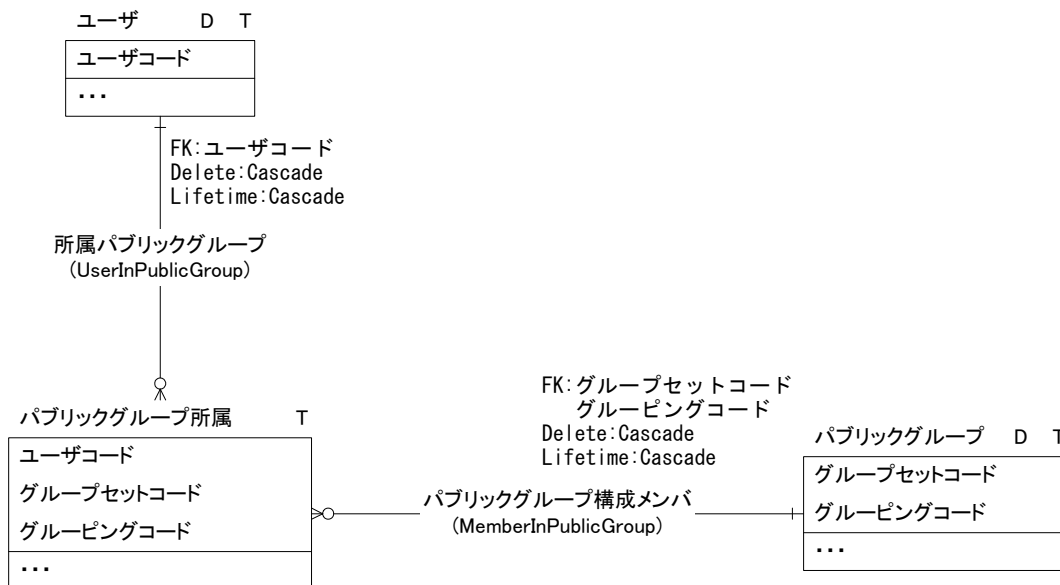 ユーザ D T
ユーザコード
・・・
FK:ユーザコード
Delete:Cascade
Lifetime:Cascade
所属パブリックグループ
(UserInPublicGroup)
パブリックグループ所属 T
ユーザコード
グループセットコード
グルーピングコード
・・・
FK:グループセットコード
グルーピングコード
Delete:Cascade
Lifetime:Cascade
パブリックグループ構成メンバ
(MemberInPublicGroup)
パブリックグループ D T
グループセットコード
グルーピングコード
・・・